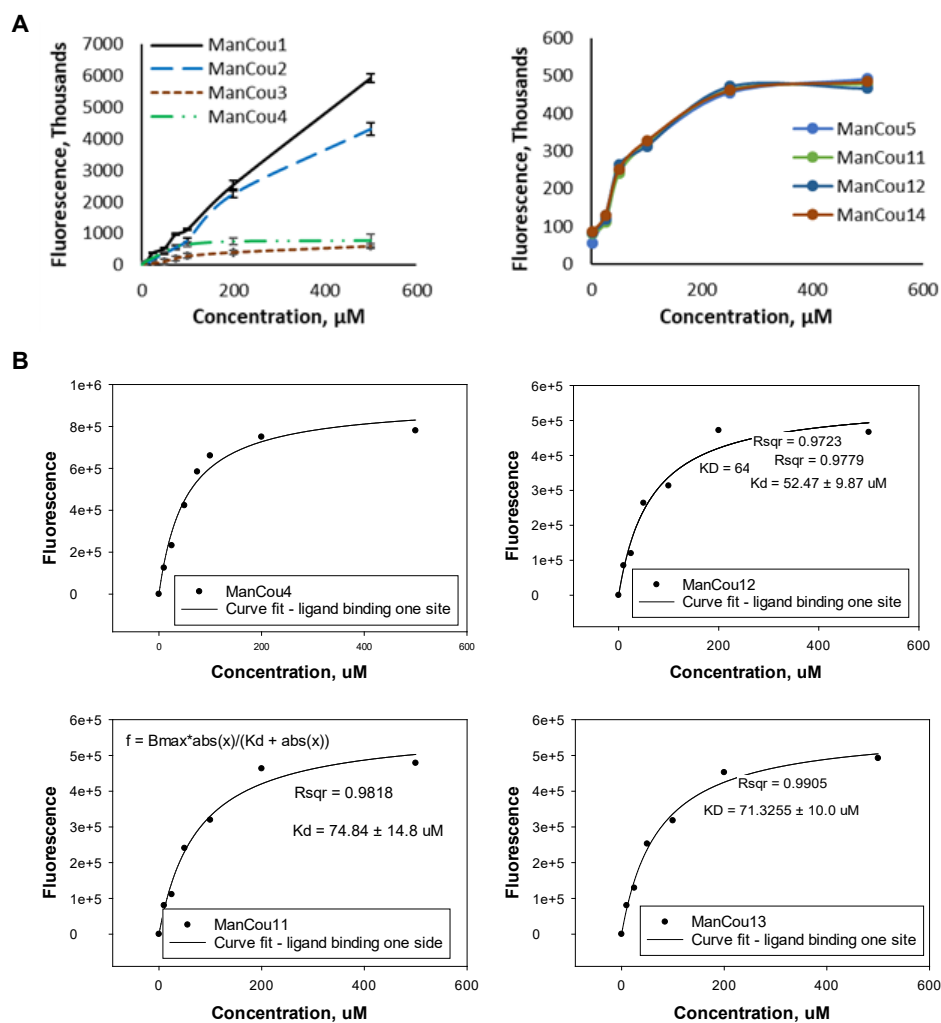 A
Fluorescence, Thousands
7000
6000
5000
4000
3000
2000
1000
0
ManCou1
ManCou2
ManCou3
ManCou4
0
200
400
600
Concentration, µM
Fluorescence, Thousands
600
500
400
300
200
100
0
ManCou5
ManCou11
ManCou12
ManCou14
0
200
400
600
Concentration, µM
B
Fluorescence
1e+6
8e+5
6e+5
4e+5
2e+5
0
ManCou4
Curve fit - ligand binding one site
0
200
400
600
Concentration, uM
Fluorescence
6e+5
5e+5
4e+5
3e+5
2e+5
1e+5
0
Rsqr = 0.9723
Rsqr = 0.9779
KD = 64
Kd = 52.47 ± 9.87 uM
ManCou12
Curve fit - ligand binding one site
0
200
400
600
Concentration, uM
Fluorescence
6e+5
5e+5
4e+5
3e+5
2e+5
1e+5
0
f = Bmax*abs(x)/(Kd + abs(x))
Rsqr = 0.9818
Kd = 74.84 ± 14.8 uM
ManCou11
Curve fit - ligand binding one side
0
200
400
600
Concentration, uM
Fluorescence
6e+5
5e+5
4e+5
3e+5
2e+5
1e+5
0
Rsqr = 0.9905
KD = 71.3255 ± 10.0 uM
ManCou13
Curve fit - ligand binding one site
0
200
400
600
Concentration, uM